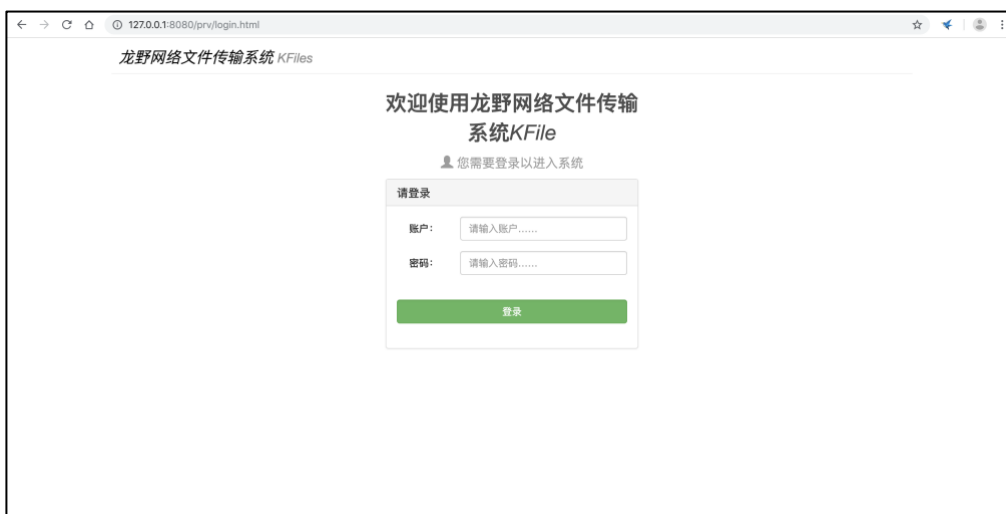 127.0.0.1:8080/prv/login.html
龙野网络文件传输系统 KFiles
欢迎使用龙野网络文件传输
系统KFile
您需要登录以进入系统
请登录
账户：
请输入账户……
密码：
请输入密码……
登录